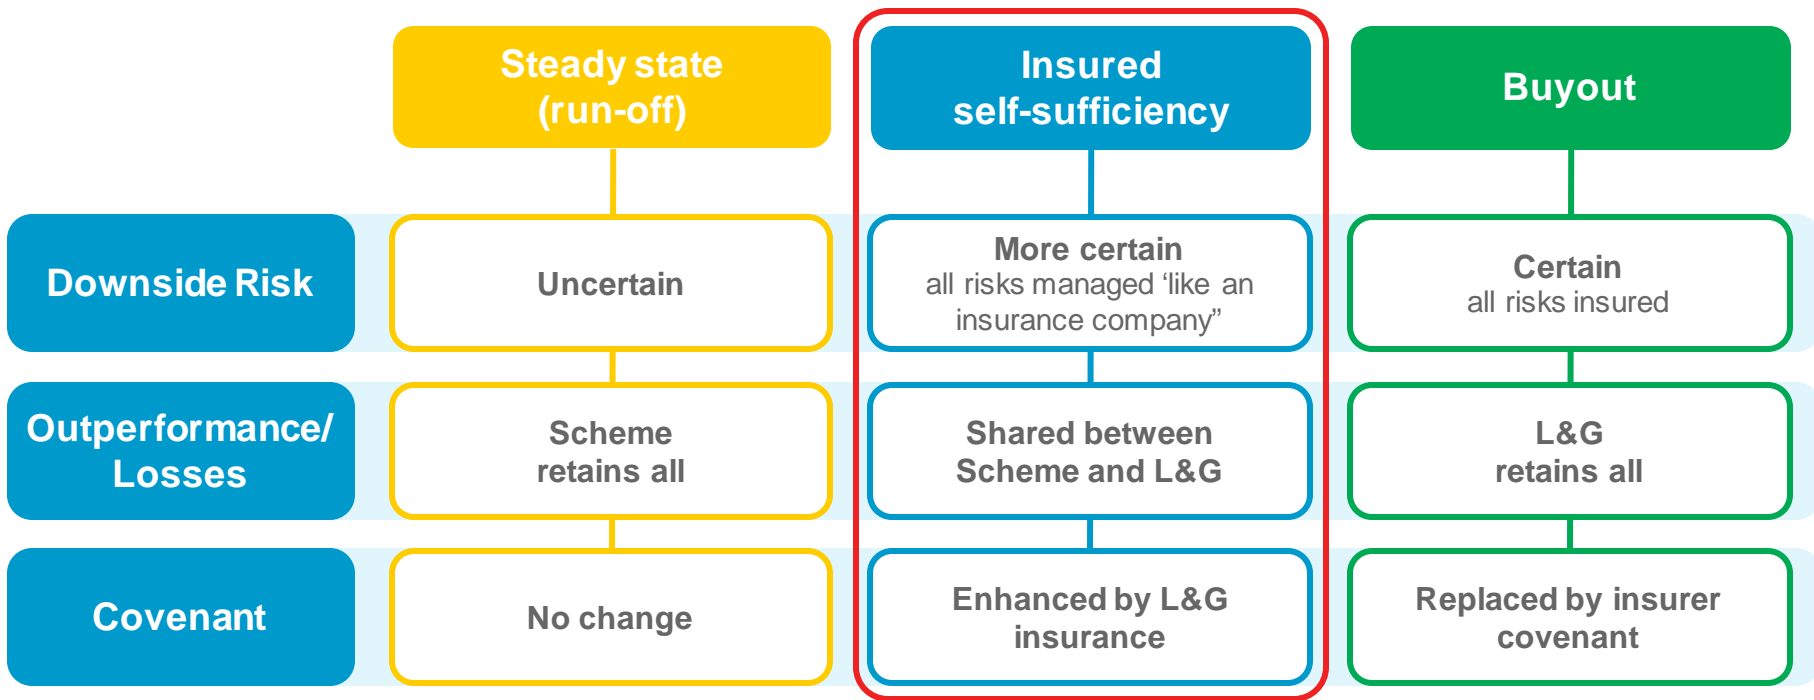 Steady state
(run-off)
Insured
self-sufficiency
Buyout
Downside Risk
Uncertain
More certain
all risks managed ‘like an
insurance company”
Certain
all risks insured
Outperformance/
Losses
Scheme
retains all
Shared between
Scheme and L&G
L&G
retains all
Covenant
No change
Enhanced by L&G
insurance
Replaced by insurer
covenant